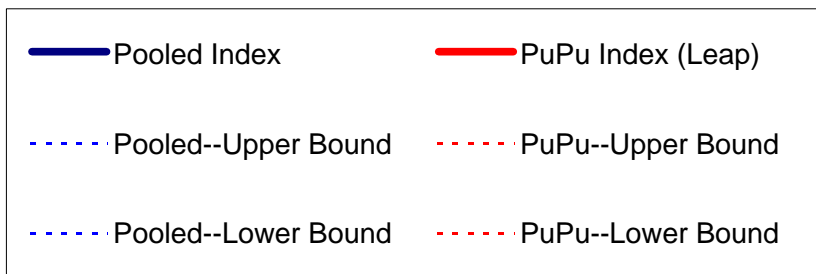 Pooled Index PuPu Index (Leap)
Pooled--Upper Bound PuPu--Upper Bound
Pooled--Lower Bound PuPu--Lower Bound